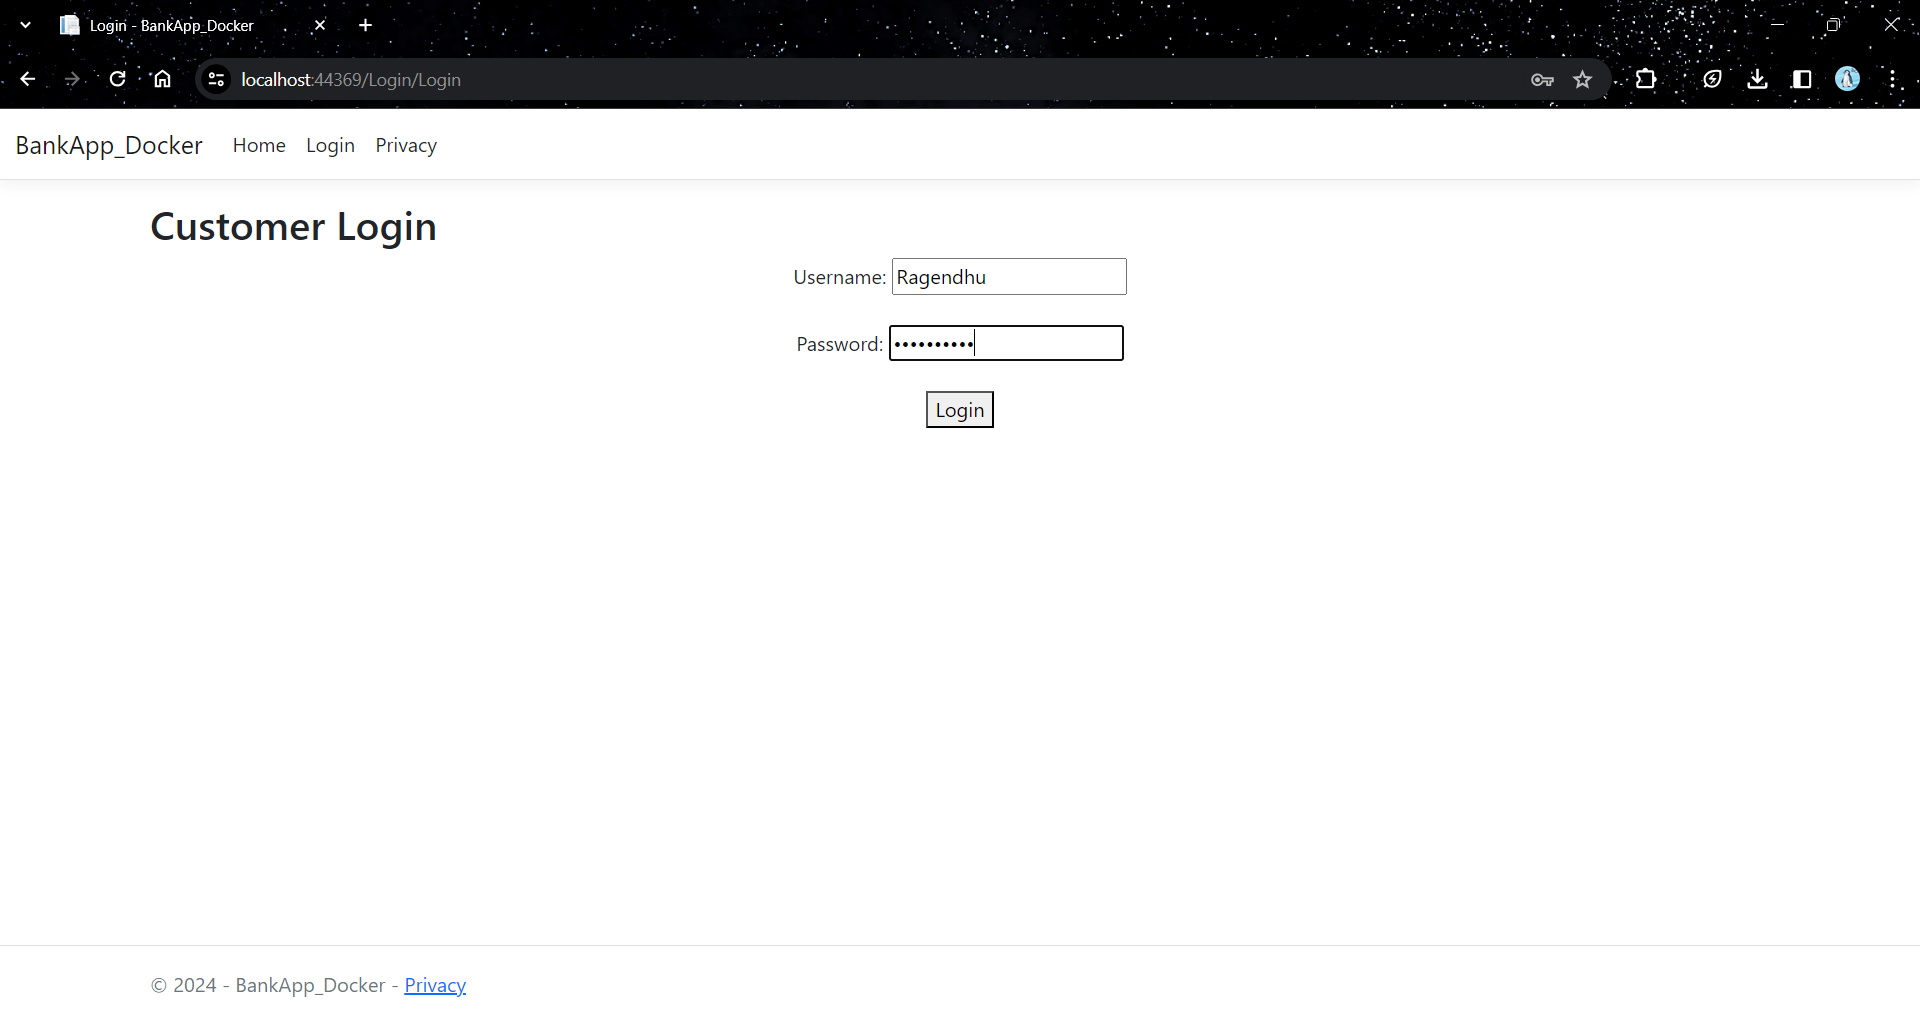 Login - BankApp_Docker
localhost:44369/Login/Login
BankApp_Docker Home Login Privacy
Customer Login
Username: Ragendhu
Password: ••••••••••
Login
© 2024 - BankApp_Docker - Privacy